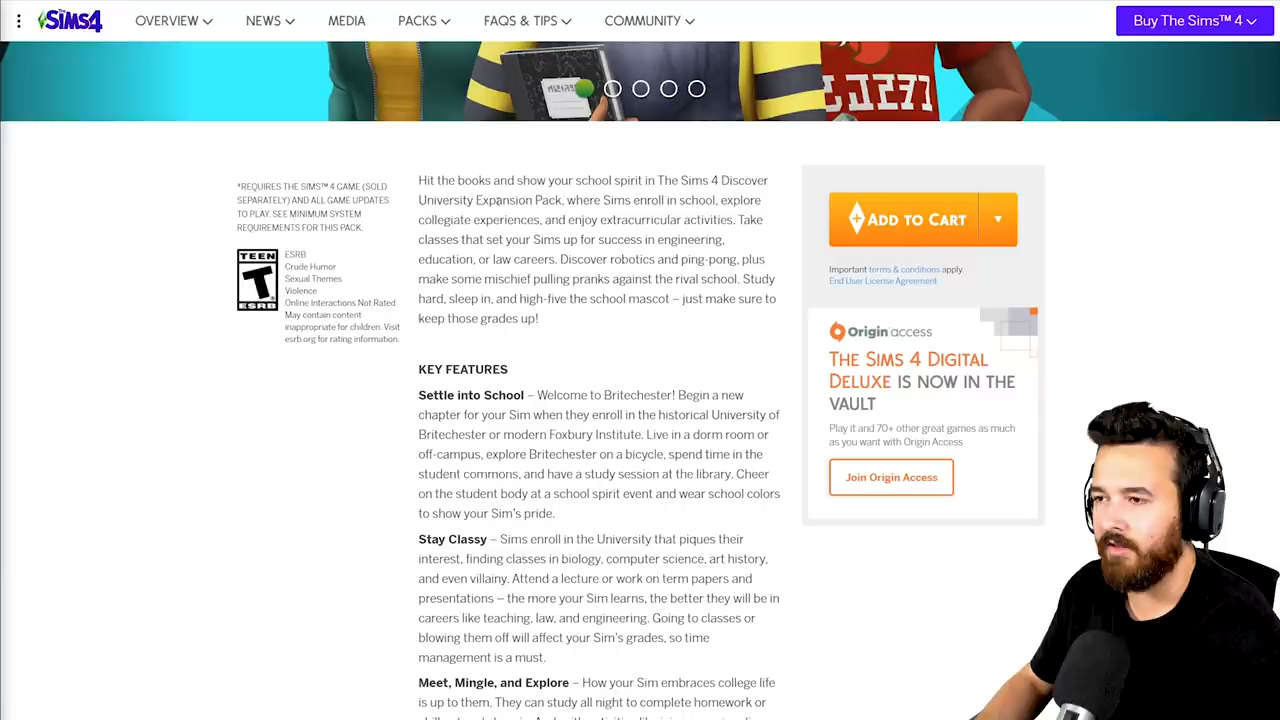 THE SIMS4
OVERVIEW
NEWS
MEDIA
PACKS
FAQS & TIPS
COMMUNITY
Buy The Sims™ 4
*REQUIRES THE SIMS™ 4 GAME (SOLD
SEPARATELY) AND ALL GAME UPDATES
TO PLAY. SEE MINIMUM SYSTEM
REQUIREMENTS FOR THIS PACK.
TEEN
T
ESRB
ESRB
Crude Humor
Sexual Themes
Violence
Online Interactions Not Rated
May contain content
inappropriate for children. Visit
esrb.org for rating information.
Hit the books and show your school spirit in The Sims 4 Discover
University Expansion Pack, where Sims enroll in school, explore
collegiate experiences, and enjoy extracurricular activities. Take
classes that set your Sims up for success in engineering,
education, or law careers. Discover robotics and ping-pong, plus
make some mischief pulling pranks against the rival school. Study
hard, sleep in, and high-five the school mascot – just make sure to
keep those grades up!
KEY FEATURES
Settle into School – Welcome to Britechester! Begin a new
chapter for your Sim when they enroll in the historical University of
Britechester or modern Foxbury Institute. Live in a dorm room or
off-campus, explore Britechester on a bicycle, spend time in the
student commons, and have a study session at the library. Cheer
on the student body at a school spirit event and wear school colors
to show your Sim's pride.
Stay Classy – Sims enroll in the University that piques their
interest, finding classes in biology, computer science, art history,
and even villainy. Attend a lecture or work on term papers and
presentations – the more your Sim learns, the better they will be in
careers like teaching, law, and engineering. Going to classes or
blowing them off will affect your Sim's grades, so time
management is a must.
Meet, Mingle, and Explore – How your Sim embraces college life
is up to them. They can study all night to complete homework or
ADD TO CART
Important terms & conditions apply.
End User License Agreement
Origin access
THE SIMS 4 DIGITAL
DELUXE IS NOW IN THE
VAULT
Play it and 70+ other great games as much
as you want with Origin Access
Join Origin Access